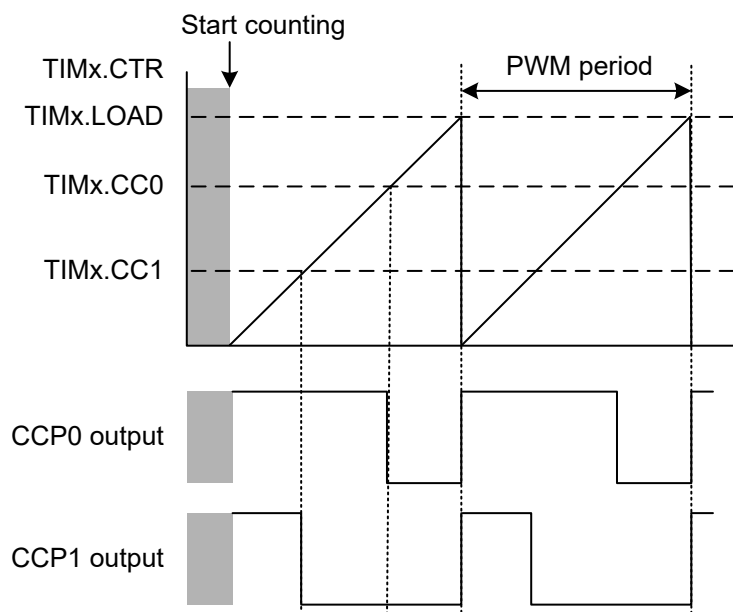 Start counting
TIMx.CTR
PWM period
TIMx.LOAD
TIMx.CC0
TIMx.CC1
CCP0 output
CCP1 output